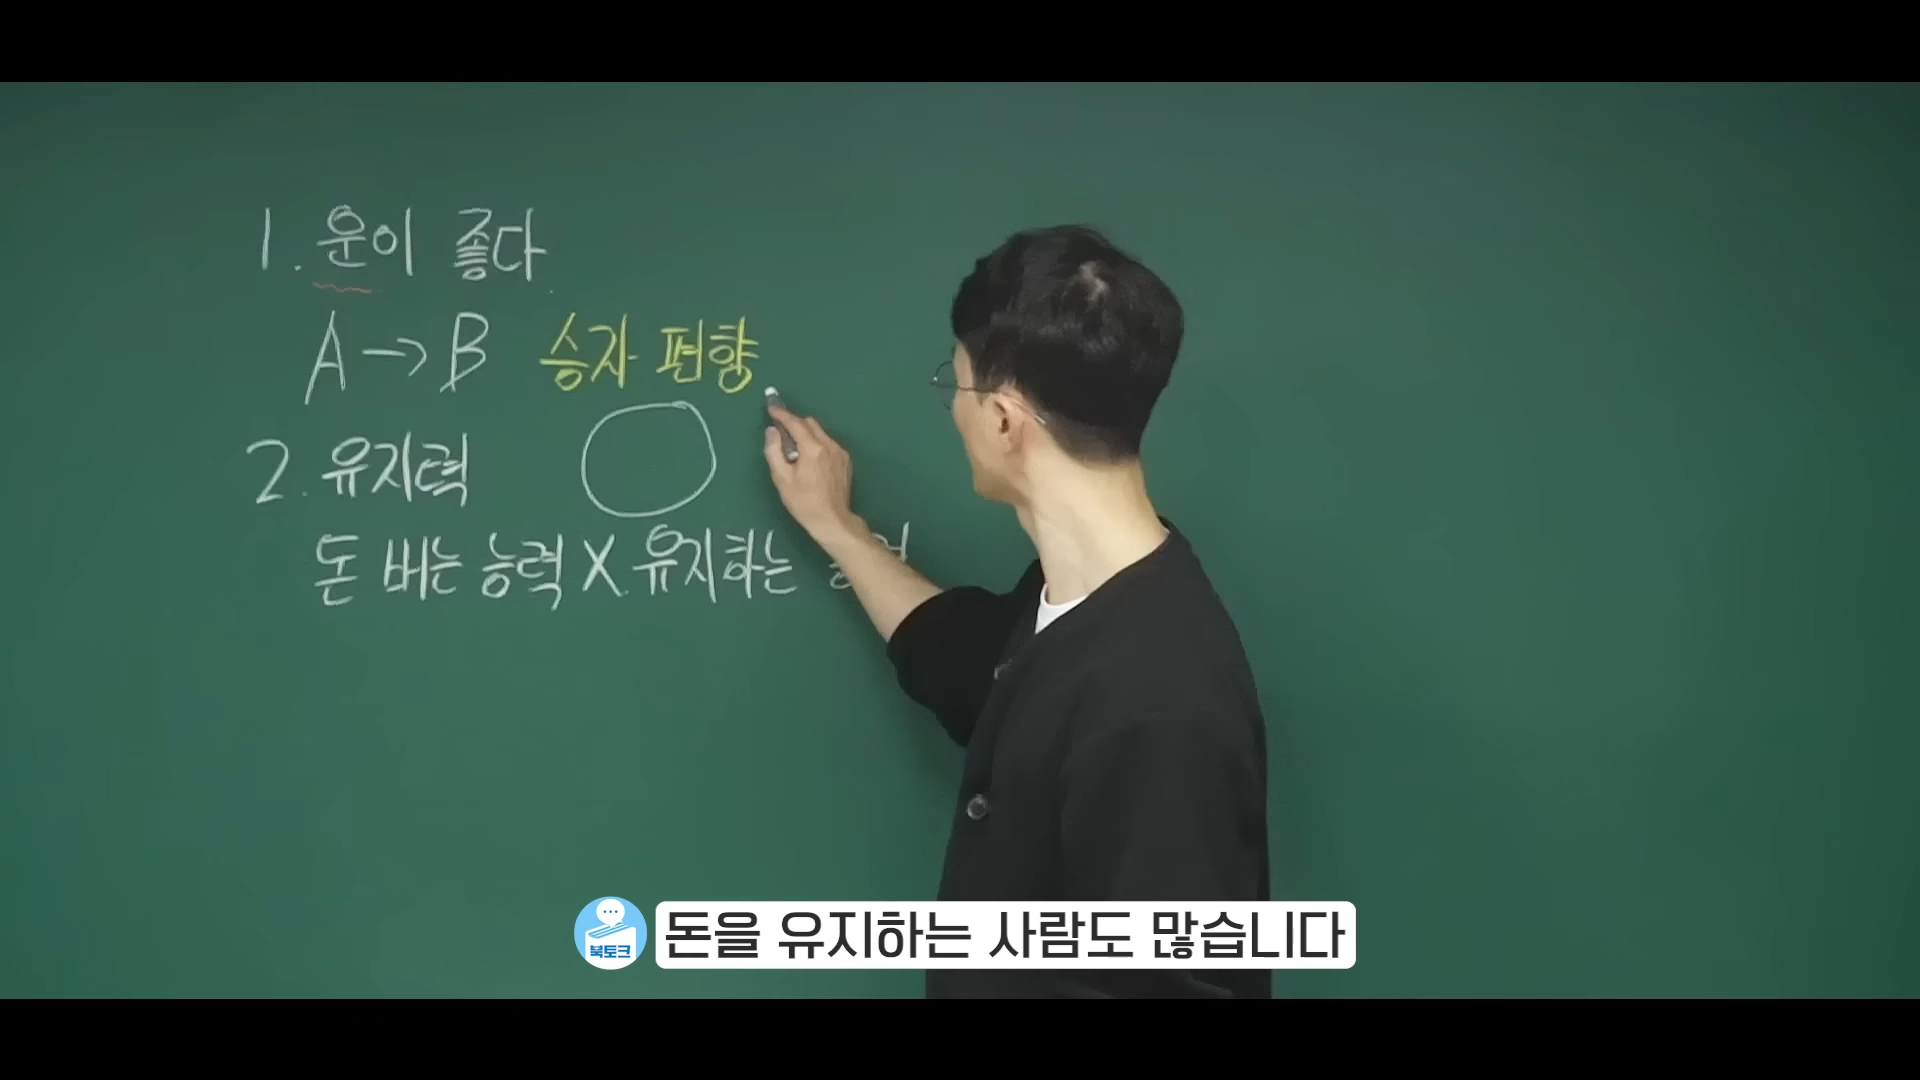 1. 운이 좋다.
A → B 승자 편향
2. 유지력
돈 버는 능력 X 유지하는
북토크
돈을 유지하는 사람도 많습니다